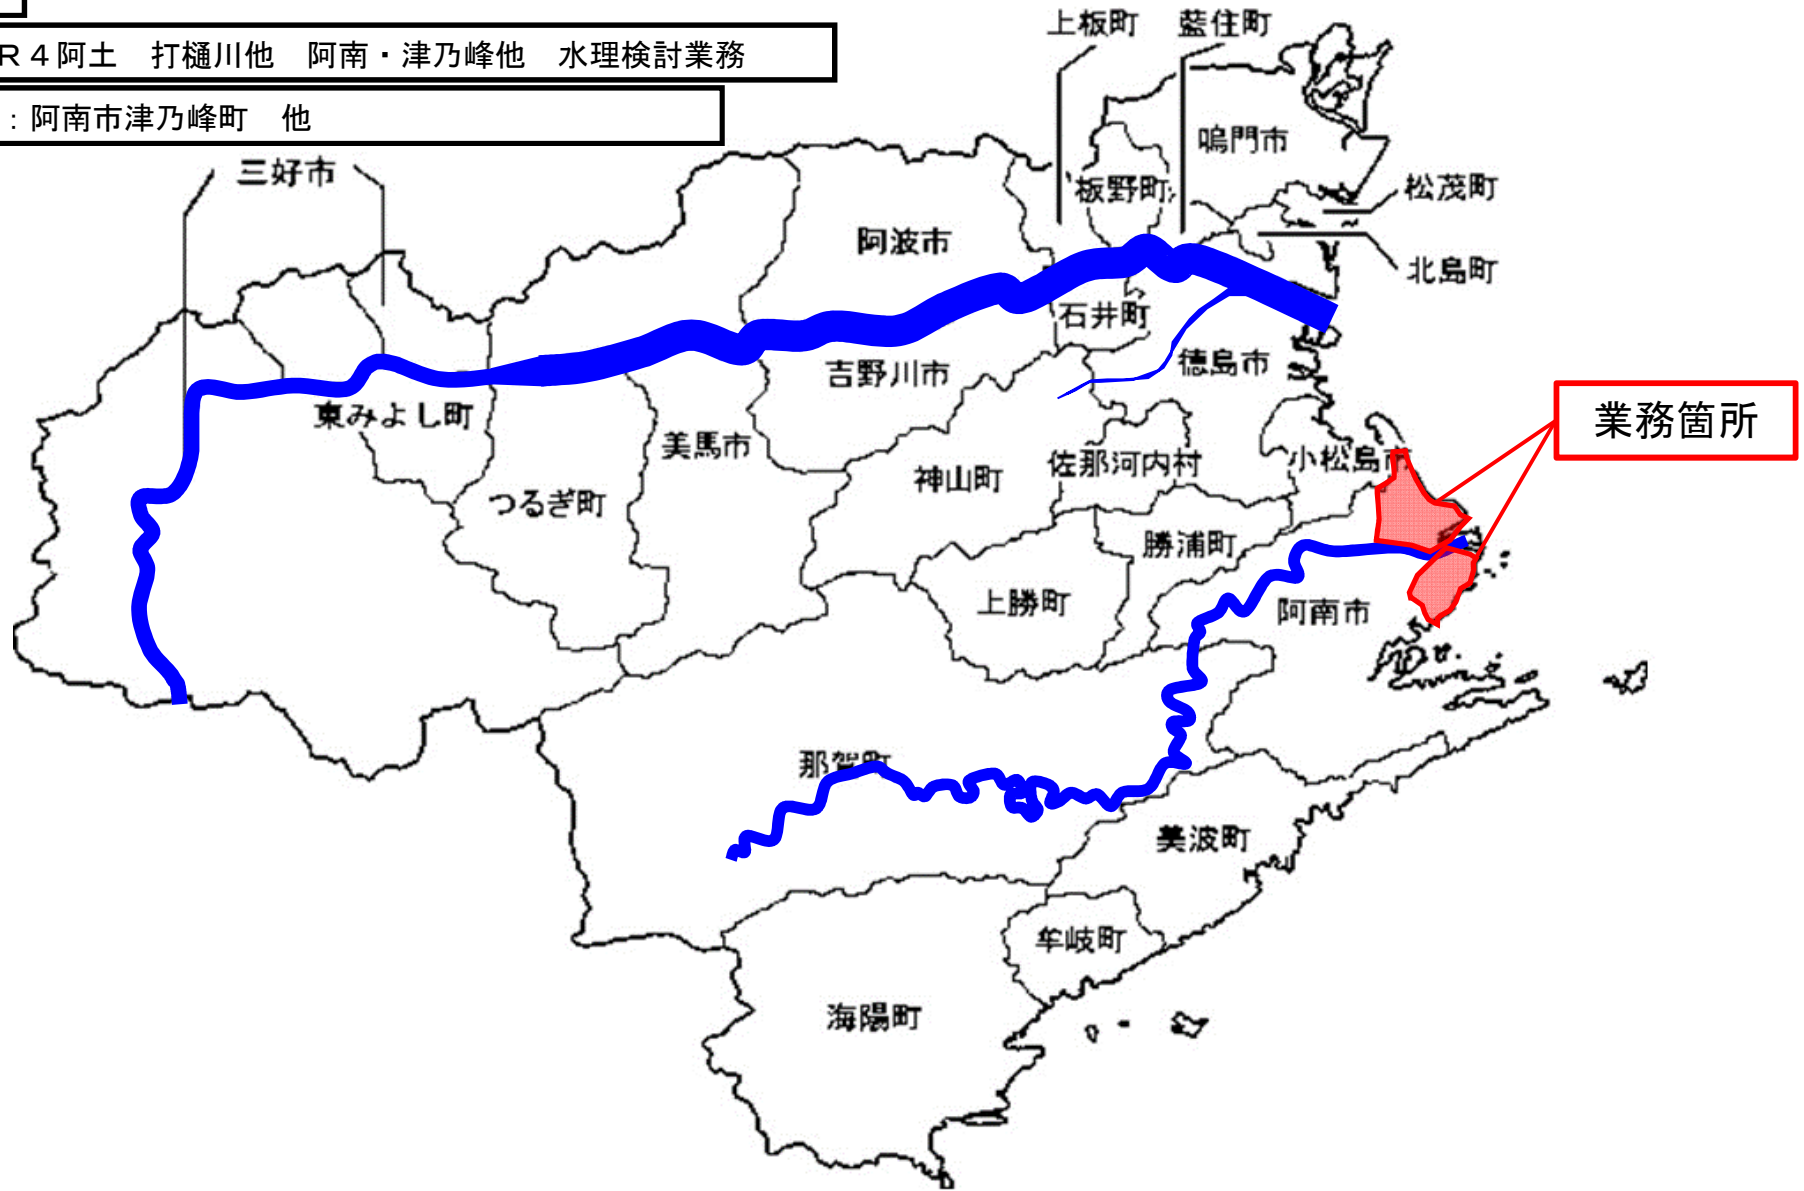 Ｒ４阿土　打樋川他　阿南・津乃峰他　水理検討業務
：阿南市津乃峰町　他
上板町
藍住町
鳴門市
三好市
板野町
松茂町
阿波市
北島町
石井町
徳島市
吉野川市
東みよし町
業務箇所
美馬市
佐那河内村
小松島市
神山町
つるぎ町
勝浦町
上勝町
阿南市
那賀町
美波町
牟岐町
海陽町